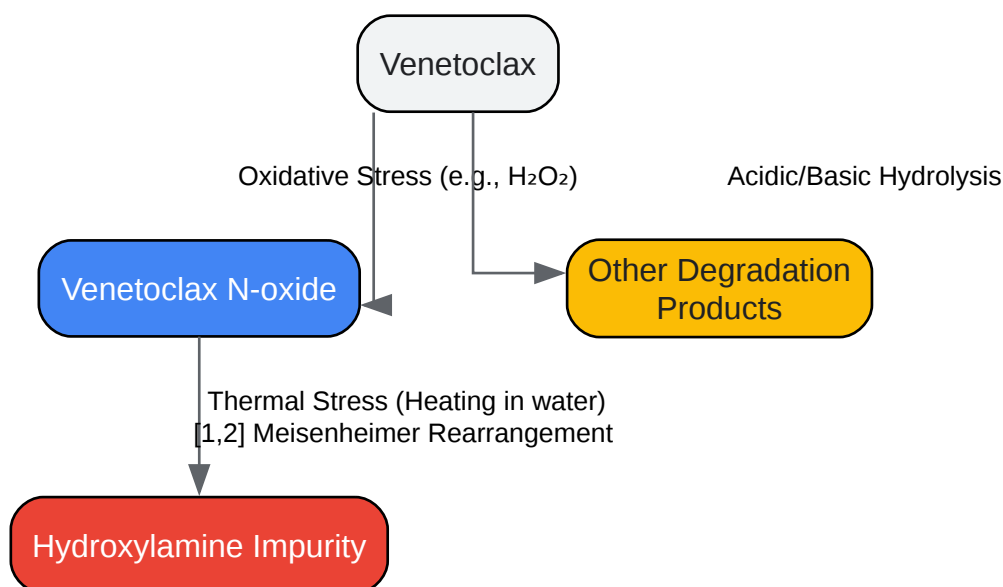 Venetoclax
Oxidative Stress (e.g., H₂O₂)
Acidic/Basic Hydrolysis
Venetoclax N-oxide
Other Degradation
Products
Thermal Stress (Heating in water)
[1,2] Meisenheimer Rearrangement
Hydroxylamine Impurity